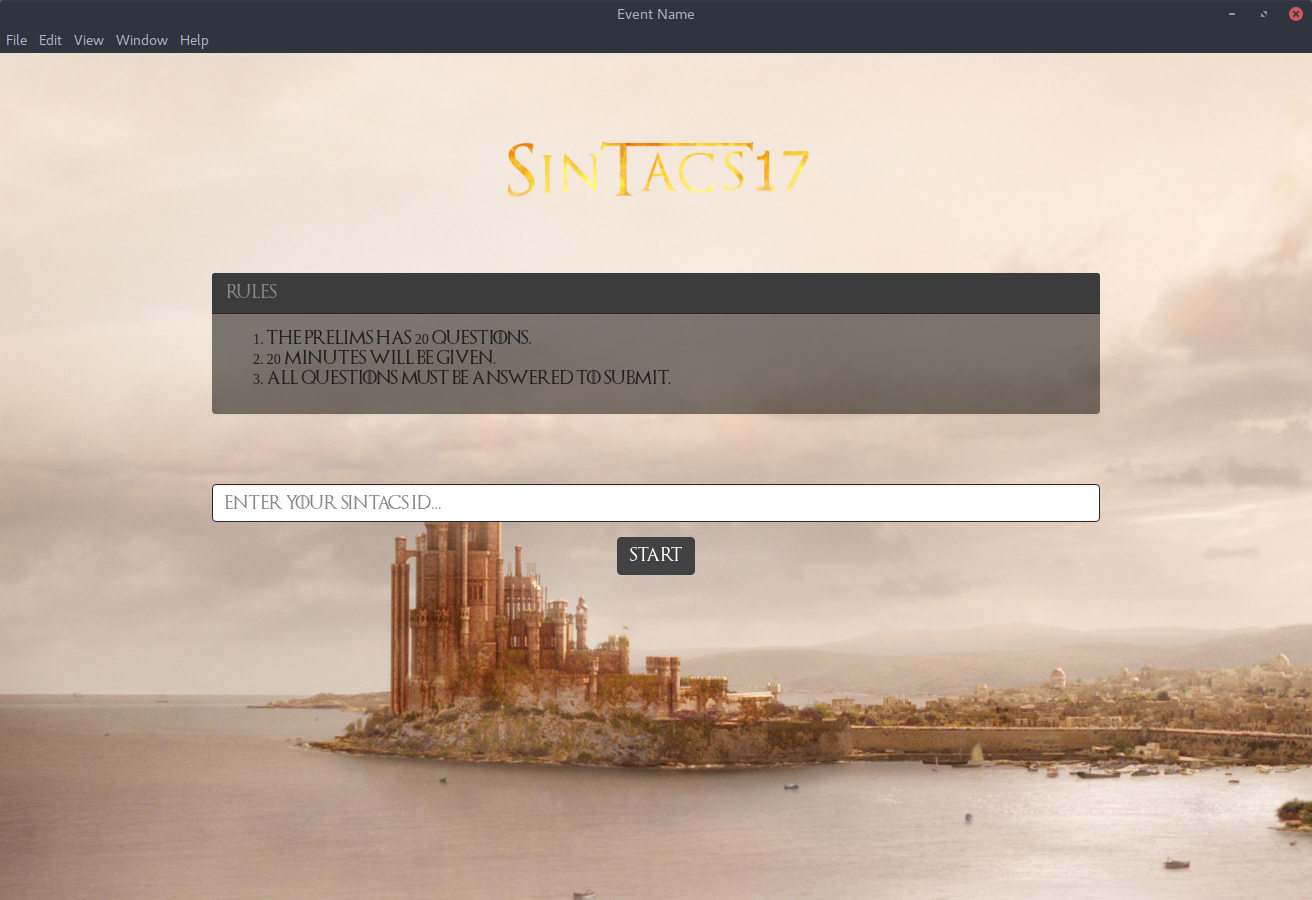 Event Name
File Edit View Window Help
SINTACS17
RULES
1. THE PRELIMS HAS 20 QUESTIONS.
2. 20 MINUTES WILL BE GIVEN.
3. ALL QUESTIONS MUST BE ANSWERED TO SUBMIT.
ENTER YOUR SINTACS ID...
START